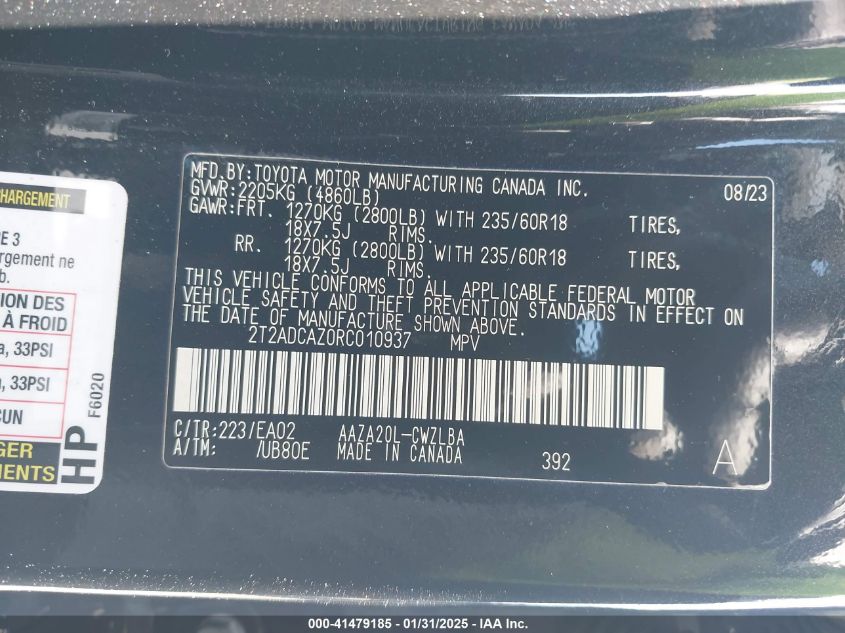 MFD.BY:TOYOTA MOTOR MANUFACTURING CANADA INC. 08/23
GVWR:2205KG (4860LB)
GAWR:FRT. 1270KG (2800LB) WITH 235/60R18 TIRES,
18X7.5J RIMS.
RR. 1270KG (2800LB) WITH 235/60R18 TIRES,
18X7.5J RIMS.
THIS VEHICLE CONFORMS TO ALL APPLICABLE FEDERAL MOTOR
VEHICLE SAFETY AND THEFT PREVENTION STANDARDS IN EFFECT ON
THE DATE OF MANUFACTURE SHOWN ABOVE.
2T2ADCAZ0RC010937 MPV
C/TR:223/EA02 AAZA20L-CWZLBA
A/TM: /UB80E MADE IN CANADA 392 A
CHARGEMENT
E 3
argement ne
b.
ION DES
À FROID
a, 33PSI
a, 33PSI
CUN
GER
MENTS
HP F6020
000-41479185 - 01/31/2025 - IAA Inc.